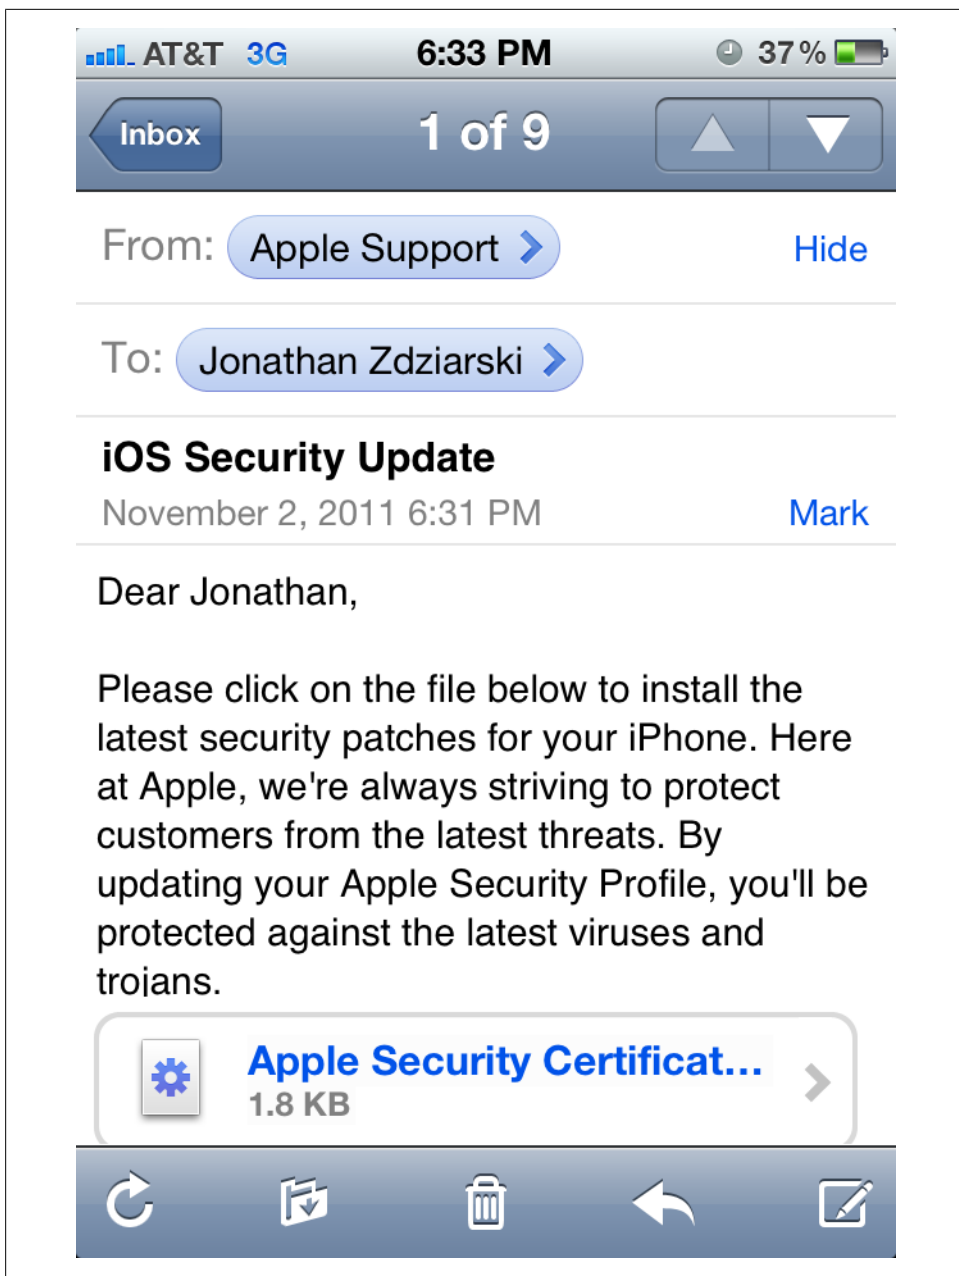 AT&T 3G 6:33 PM 37%
Inbox 1 of 9
From: Apple Support Hide
To: Jonathan Zdziarski
iOS Security Update
November 2, 2011 6:31 PM Mark
Dear Jonathan,
Please click on the file below to install the
latest security patches for your iPhone. Here
at Apple, we're always striving to protect
customers from the latest threats. By
updating your Apple Security Profile, you'll be
protected against the latest viruses and
trojans.
Apple Security Certificat...
1.8 KB